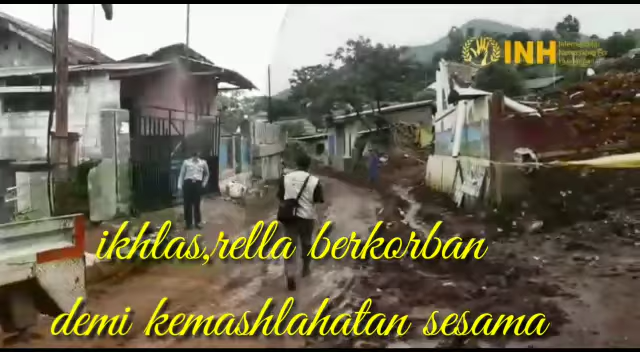 INH
ikhlas,rella berkorban
demi kemashlahatan sesama